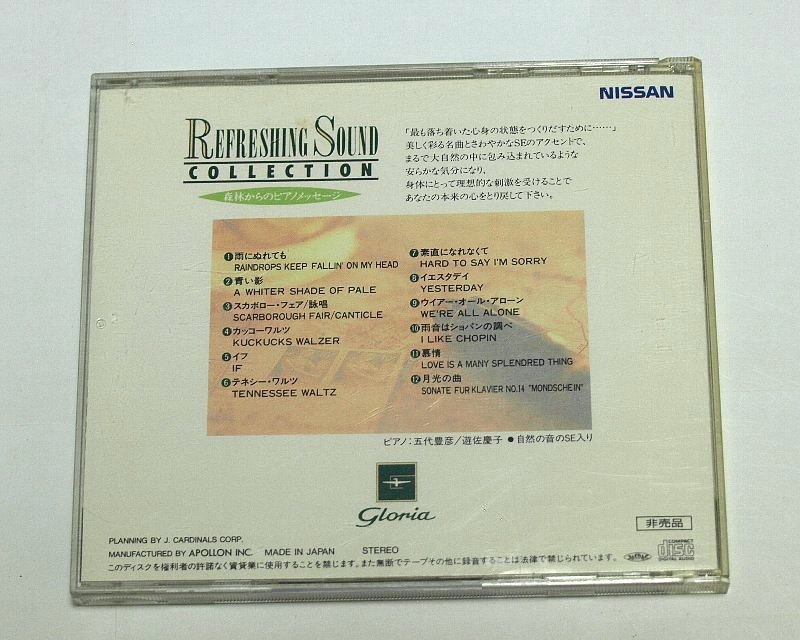 NISSAN
REFRESHING SOUND
COLLECTION
森林からのピアノメッセージ
「最も落ち着いた心身の状態をつくりだすために……」
美しく彩る名曲とさわやかなSEのアクセントで、
まるで大自然の中に包み込まれているような
安らかな気分になり、
身体にとって理想的な刺激を受けることで
あなたの本来の心をとり戻して下さい。
1 雨にぬれても
RAINDROPS KEEP FALLIN' ON MY HEAD
2 青い影
A WHITER SHADE OF PALE
3 スカボロー・フェア/詠唱
SCARBOROUGH FAIR/CANTICLE
4 カッコーワルツ
KUCKUCKS WALZER
5 イフ
IF
6 テネシー・ワルツ
TENNESSEE WALTZ
7 素直になれなくて
HARD TO SAY I'M SORRY
8 イエスタデイ
YESTERDAY
9 ウイアー・オール・アローン
WE'RE ALL ALONE
10 雨音はショパンの調べ
I LIKE CHOPIN
11 慕情
LOVE IS A MANY SPLENDRED THING
12 月光の曲
SONATE FUR KLAVIER NO.14 "MONDSCHEIN"
ピアノ:五代豊彦/遊佐慶子 ●自然の音のSE入り
Gloria
非売品
PLANNING BY J. CARDINALS CORP.
MANUFACTURED BY APOLLON INC. MADE IN JAPAN STEREO
COMPACT
disc
DIGITAL AUDIO
このディスクを権利者の許諾なく賃貸業に使用することを禁じます。また無断でテープその他に録音することは法律で禁じられています。